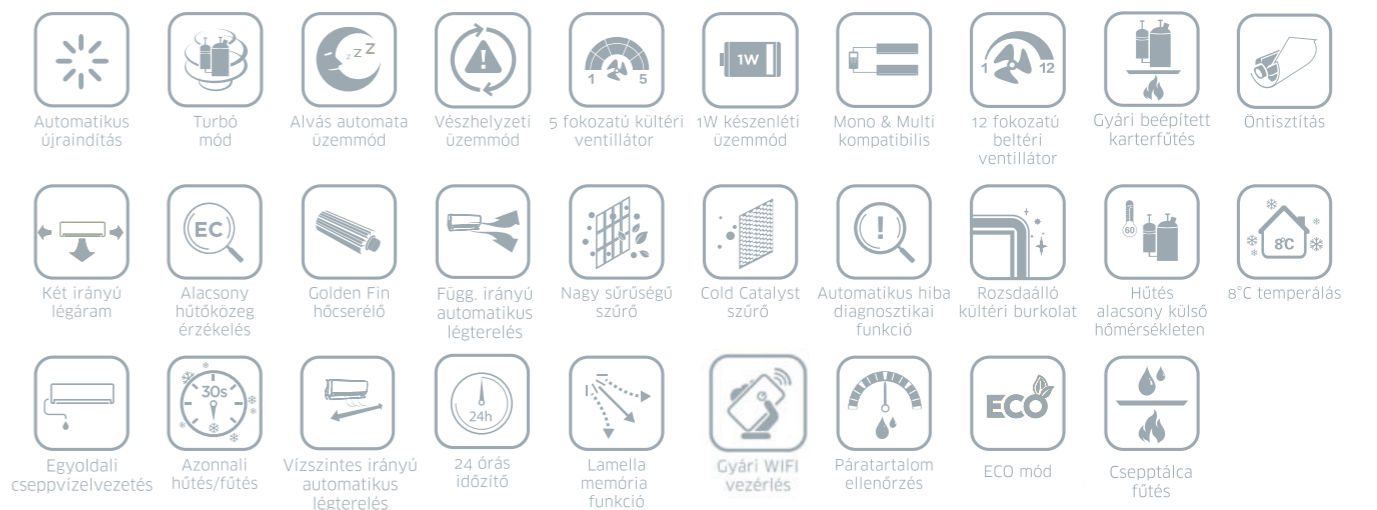 Z Z Z
1 5
1W
1 12
Automatikus
újraindítás
Turbó
mód
Alvás automata
üzemmód
Vészhelyzeti
üzemmód
5 fokozatú kültéri
ventillátor
1W készenléti
üzemmód
Mono & Multi
kompatibilis
12 fokozatú
beltéri
ventillátor
Gyári beépített
karterfűtés
Öntisztítás
EC
60
8°C
Két irányú
légáram
Alacsony
hűtőközeg
érzékelés
Golden Fin
hőcserélő
Függ. irányú
automatikus
légterelés
Nagy sűrűségű
szűrő
Cold Catalyst
szűrő
Automatikus hiba
diagnosztikai
funkció
Rozsdaálló
kültéri burkolat
Hűtés
alacsony külső
hőmérsékleten
8°C temperálás
30s
24h
ECO
Egyoldali
cseppvízelvezetés
Azonnali
hűtés/fűtés
Vízszintes irányú
automatikus
légterelés
24 órás
időzítő
Lamella
memória
funkció
Gyári WIFI
vezérlés
Páratartalom
ellenőrzés
ECO mód
Csepptálca
fűtés